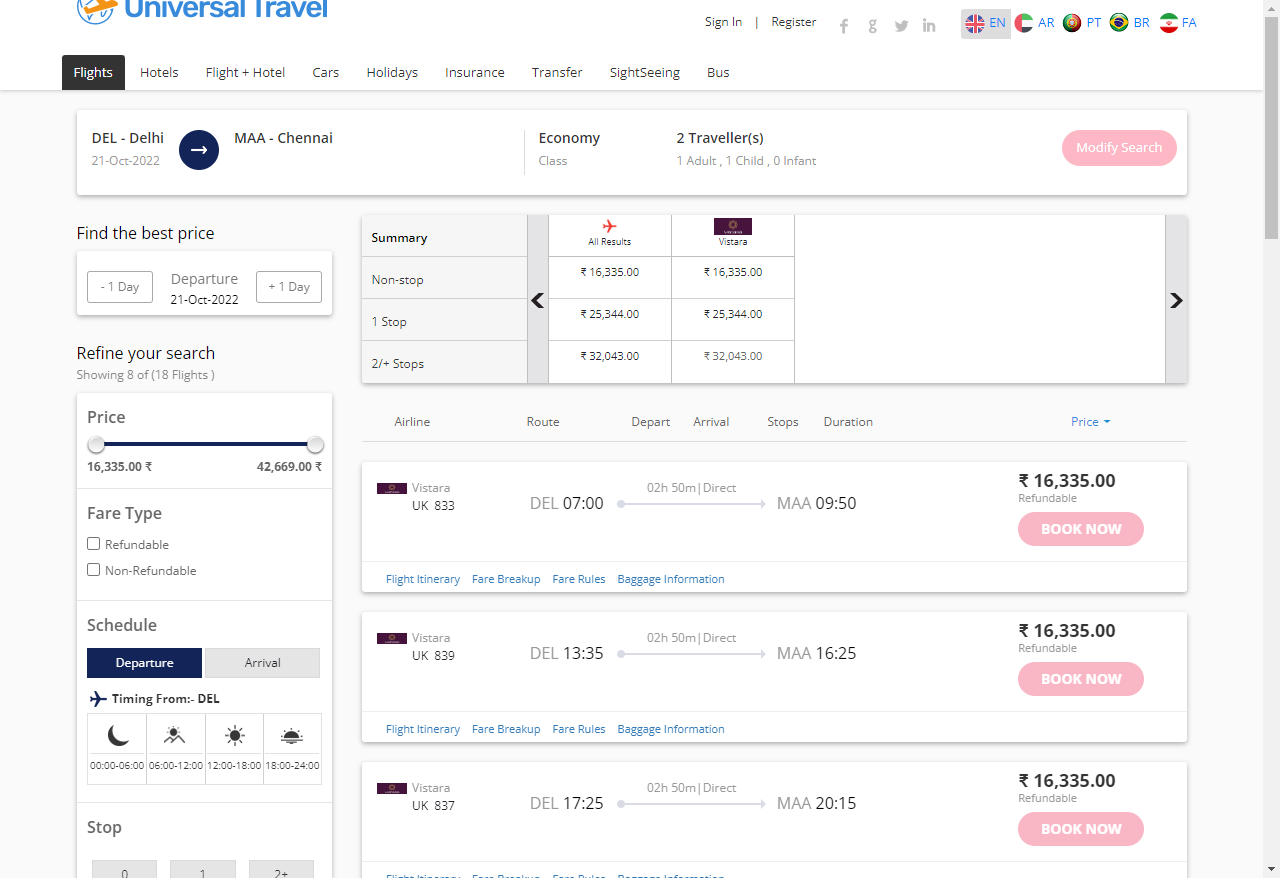 Universal Travel
Sign In | Register
EN AR PT BR FA
Flights Hotels Flight + Hotel Cars Holidays Insurance Transfer SightSeeing Bus
DEL - Delhi MAA - Chennai Economy 2 Traveller(s)
21-Oct-2022 Class 1 Adult , 1 Child , 0 Infant
Modify Search
Find the best price
- 1 Day Departure + 1 Day
21-Oct-2022
Refine your search
Showing 8 of (18 Flights )
Price
16,335.00 ₹ 42,669.00 ₹
Fare Type
Refundable
Non-Refundable
Schedule
Departure Arrival
Timing From:- DEL
00:00-06:00 06:00-12:00 12:00-18:00 18:00-24:00
Stop
0 1 2+
Summary All Results Vistara
Non-stop ₹ 16,335.00 ₹ 16,335.00
1 Stop ₹ 25,344.00 ₹ 25,344.00
2/+ Stops ₹ 32,043.00 ₹ 32,043.00
Airline Route Depart Arrival Stops Duration Price
Vistara 02h 50m|Direct ₹ 16,335.00
UK 833 DEL 07:00 MAA 09:50 Refundable
BOOK NOW
Flight Itinerary Fare Breakup Fare Rules Baggage Information
Vistara 02h 50m|Direct ₹ 16,335.00
UK 839 DEL 13:35 MAA 16:25 Refundable
BOOK NOW
Flight Itinerary Fare Breakup Fare Rules Baggage Information
Vistara 02h 50m|Direct ₹ 16,335.00
UK 837 DEL 17:25 MAA 20:15 Refundable
BOOK NOW
Flight Itinerary Fare Breakup Fare Rules Baggage Information